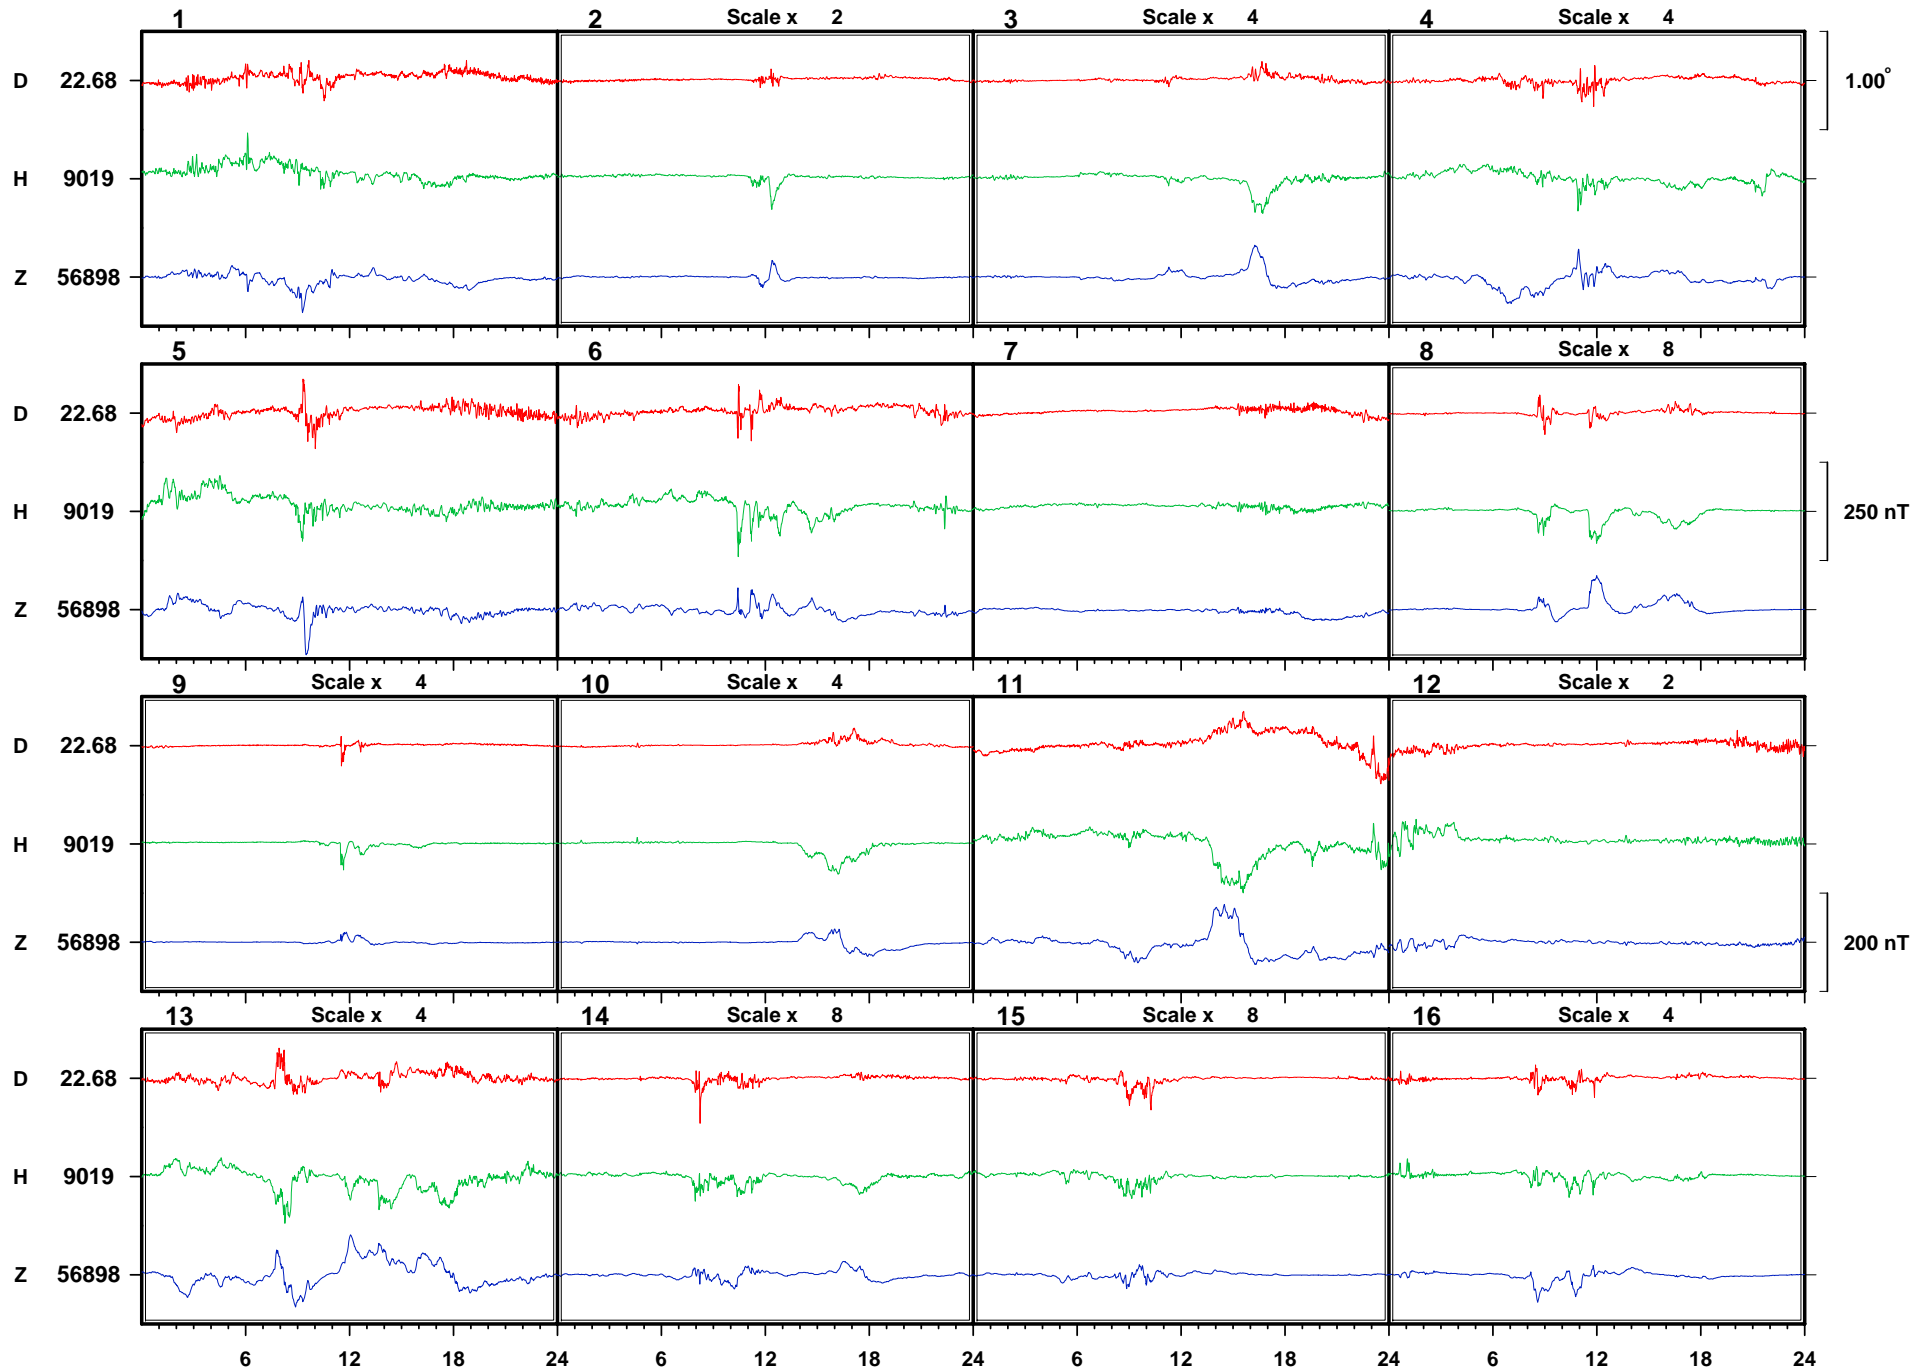 1 2 Scale x 2 3 Scale x 4 4 Scale x 4
D 22.68 1.00°
H 9019
Z 56898
5 6 7 8 Scale x 8
D 22.68
H 9019 250 nT
Z 56898
9 Scale x 4 10 Scale x 4 11 12 Scale x 2
D 22.68
H 9019
Z 56898 200 nT
13 Scale x 4 14 Scale x 8 15 Scale x 8 16 Scale x 4
D 22.68
H 9019
Z 56898
6 12 18 24 6 12 18 24 6 12 18 24 6 12 18 24